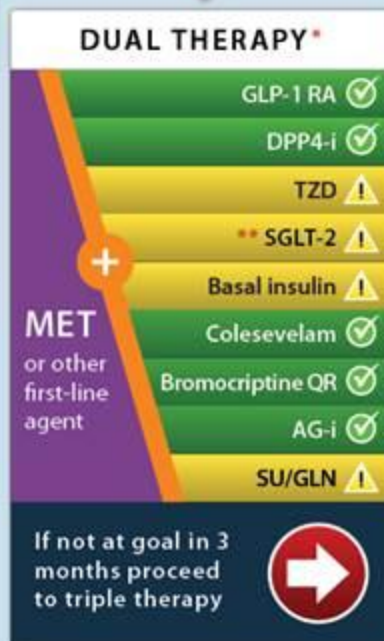 DUAL THERAPY*
GLP-1 RA
DPP4-i
TZD
** SGLT-2
Basal insulin
Colesevelam
Bromocriptine QR
AG-i
SU/GLN
+
MET
or other
first-line
agent
If not at goal in 3
months proceed
to triple therapy